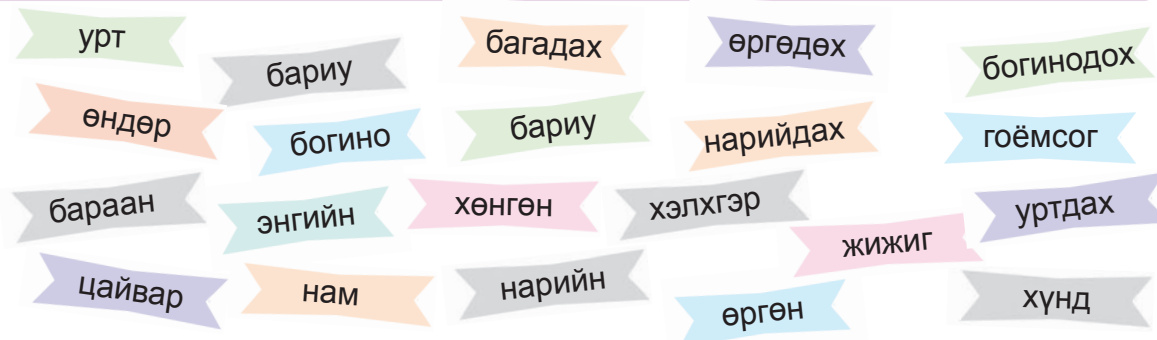 урт
бариу
багадах
өргөдөх
богинодох
өндөр
богино
бариу
нарийдах
гоёмсог
бараан
энгийн
хөнгөн
хэлхгэр
жижиг
уртдах
цайвар
нам
нарийн
өргөн
хүнд